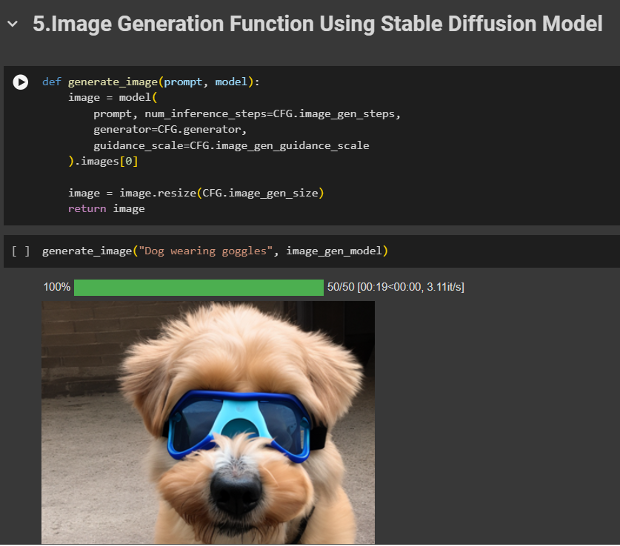 5.Image Generation Function Using Stable Diffusion Model
def generate_image(prompt, model):
    image = model(
        prompt, num_inference_steps=CFG.image_gen_steps,
        generator=CFG.generator,
        guidance_scale=CFG.image_gen_guidance_scale
    ).images[0]
    image = image.resize(CFG.image_gen_size)
    return image
[ ] generate_image("Dog wearing goggles", image_gen_model)
100% 50/50 [00:19<00:00, 3.11it/s]